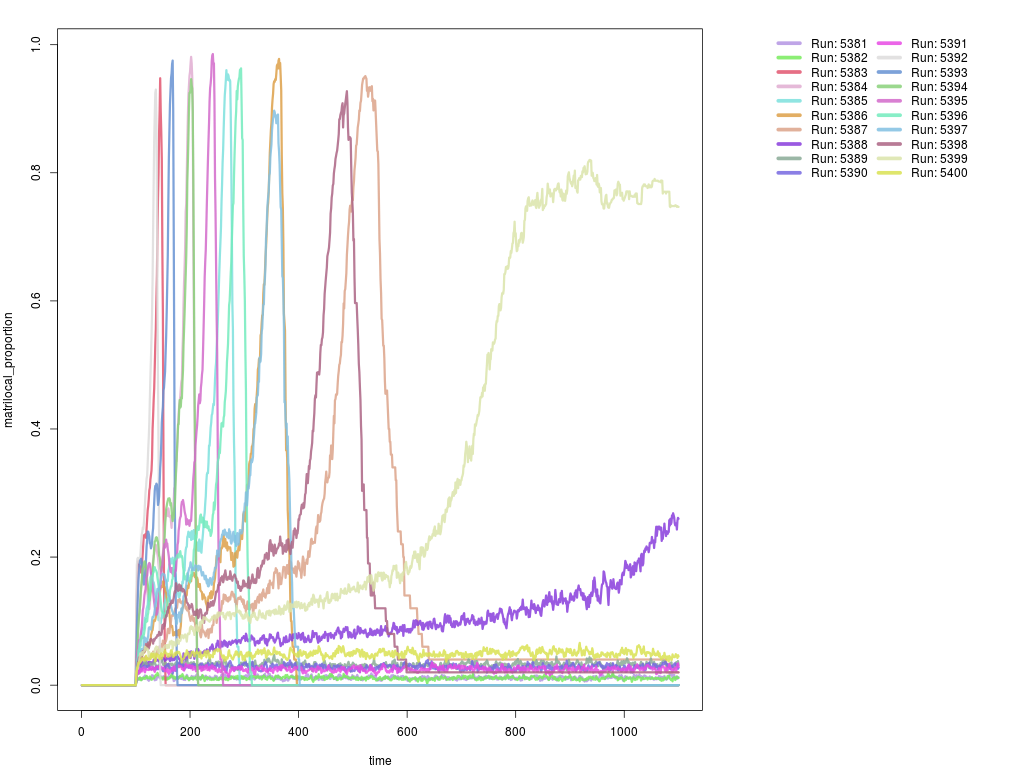 1.0
0.8
0.6
0.4
0.2
0.0
matrilocal_proportion
0 200 400 600 800 1000
time
Run: 5381 Run: 5391
Run: 5382 Run: 5392
Run: 5383 Run: 5393
Run: 5384 Run: 5394
Run: 5385 Run: 5395
Run: 5386 Run: 5396
Run: 5387 Run: 5397
Run: 5388 Run: 5398
Run: 5389 Run: 5399
Run: 5390 Run: 5400